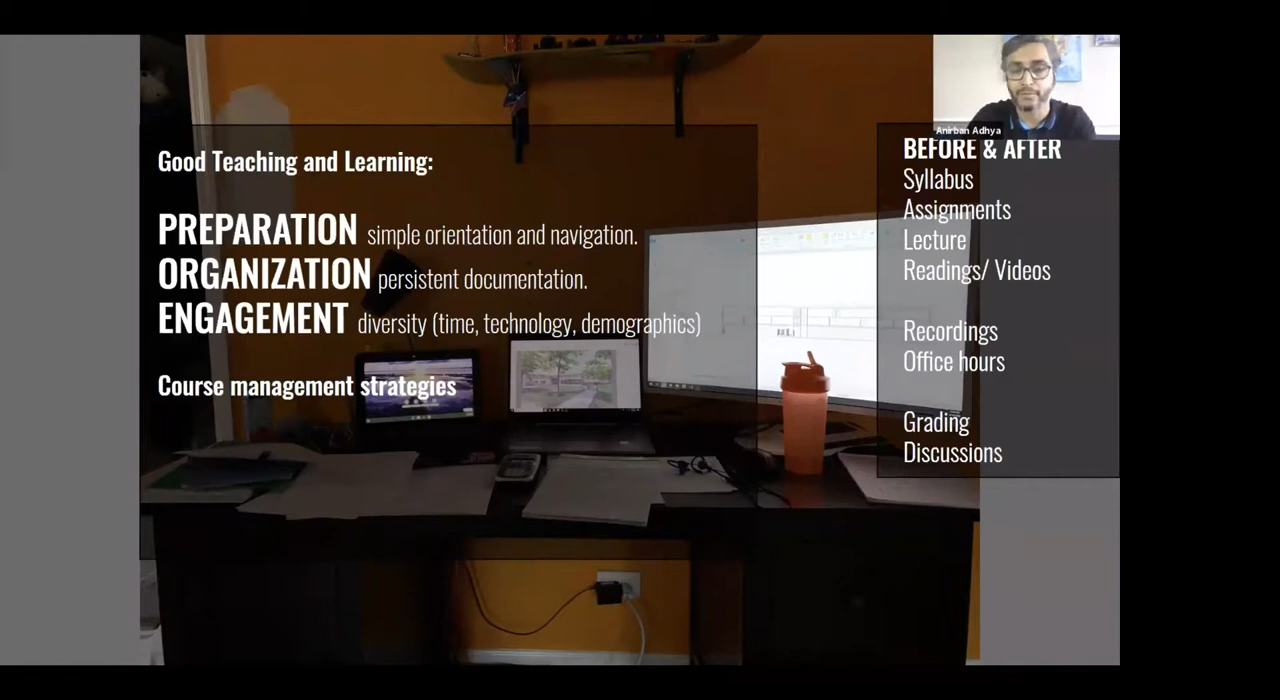 Good Teaching and Learning:
PREPARATION simple orientation and navigation.
ORGANIZATION persistent documentation.
ENGAGEMENT diversity (time, technology, demographics)
Course management strategies
Anirban Adhya
BEFORE & AFTER
Syllabus
Assignments
Lecture
Readings/ Videos
Recordings
Office hours
Grading
Discussions